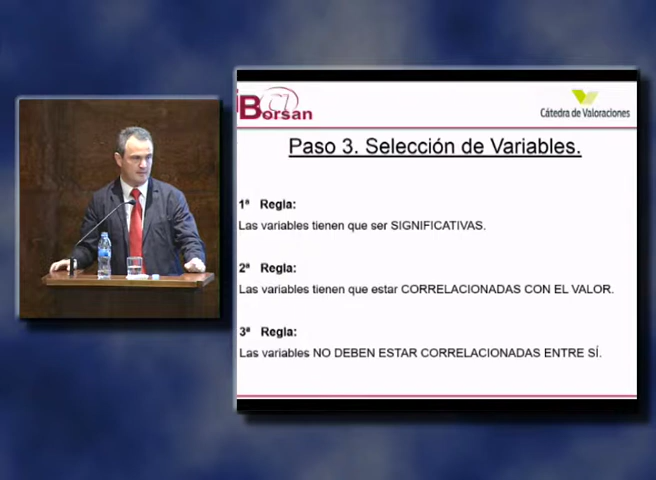 Borsan
Cátedra de Valoraciones
Paso 3. Selección de Variables.
1ª Regla:
Las variables tienen que ser SIGNIFICATIVAS.
2ª Regla:
Las variables tienen que estar CORRELACIONADAS CON EL VALOR.
3ª Regla:
Las variables NO DEBEN ESTAR CORRELACIONADAS ENTRE SÍ.